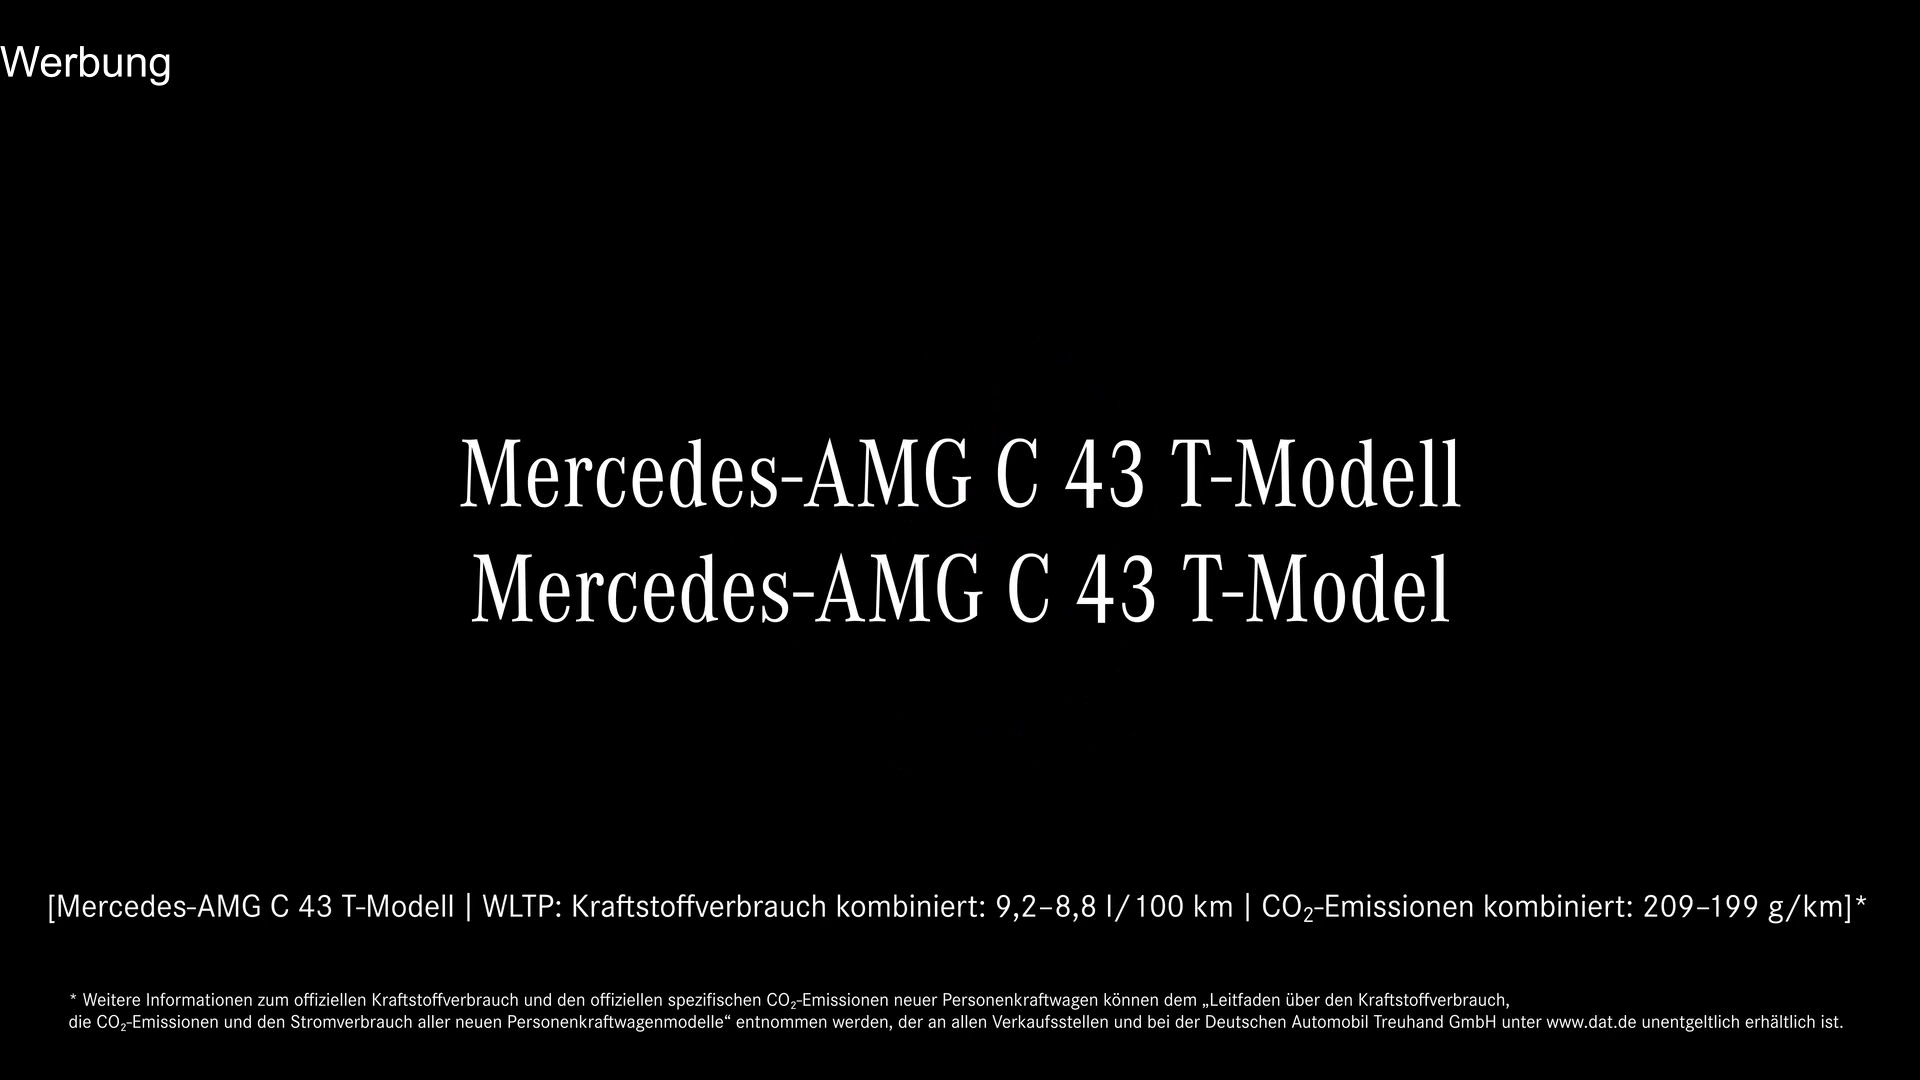 Werbung
Mercedes-AMG C 43 T-Modell
Mercedes-AMG C 43 T-Model
[Mercedes-AMG C 43 T-Modell | WLTP: Kraftstoffverbrauch kombiniert: 9,2–8,8 l/100 km | CO₂-Emissionen kombiniert: 209–199 g/km]*
* Weitere Informationen zum offiziellen Kraftstoffverbrauch und den offiziellen spezifischen CO₂-Emissionen neuer Personenkraftwagen können dem „Leitfaden über den Kraftstoffverbrauch,
die CO₂-Emissionen und den Stromverbrauch aller neuen Personenkraftwagenmodelle“ entnommen werden, der an allen Verkaufsstellen und bei der Deutschen Automobil Treuhand GmbH unter www.dat.de unentgeltlich erhältlich ist.